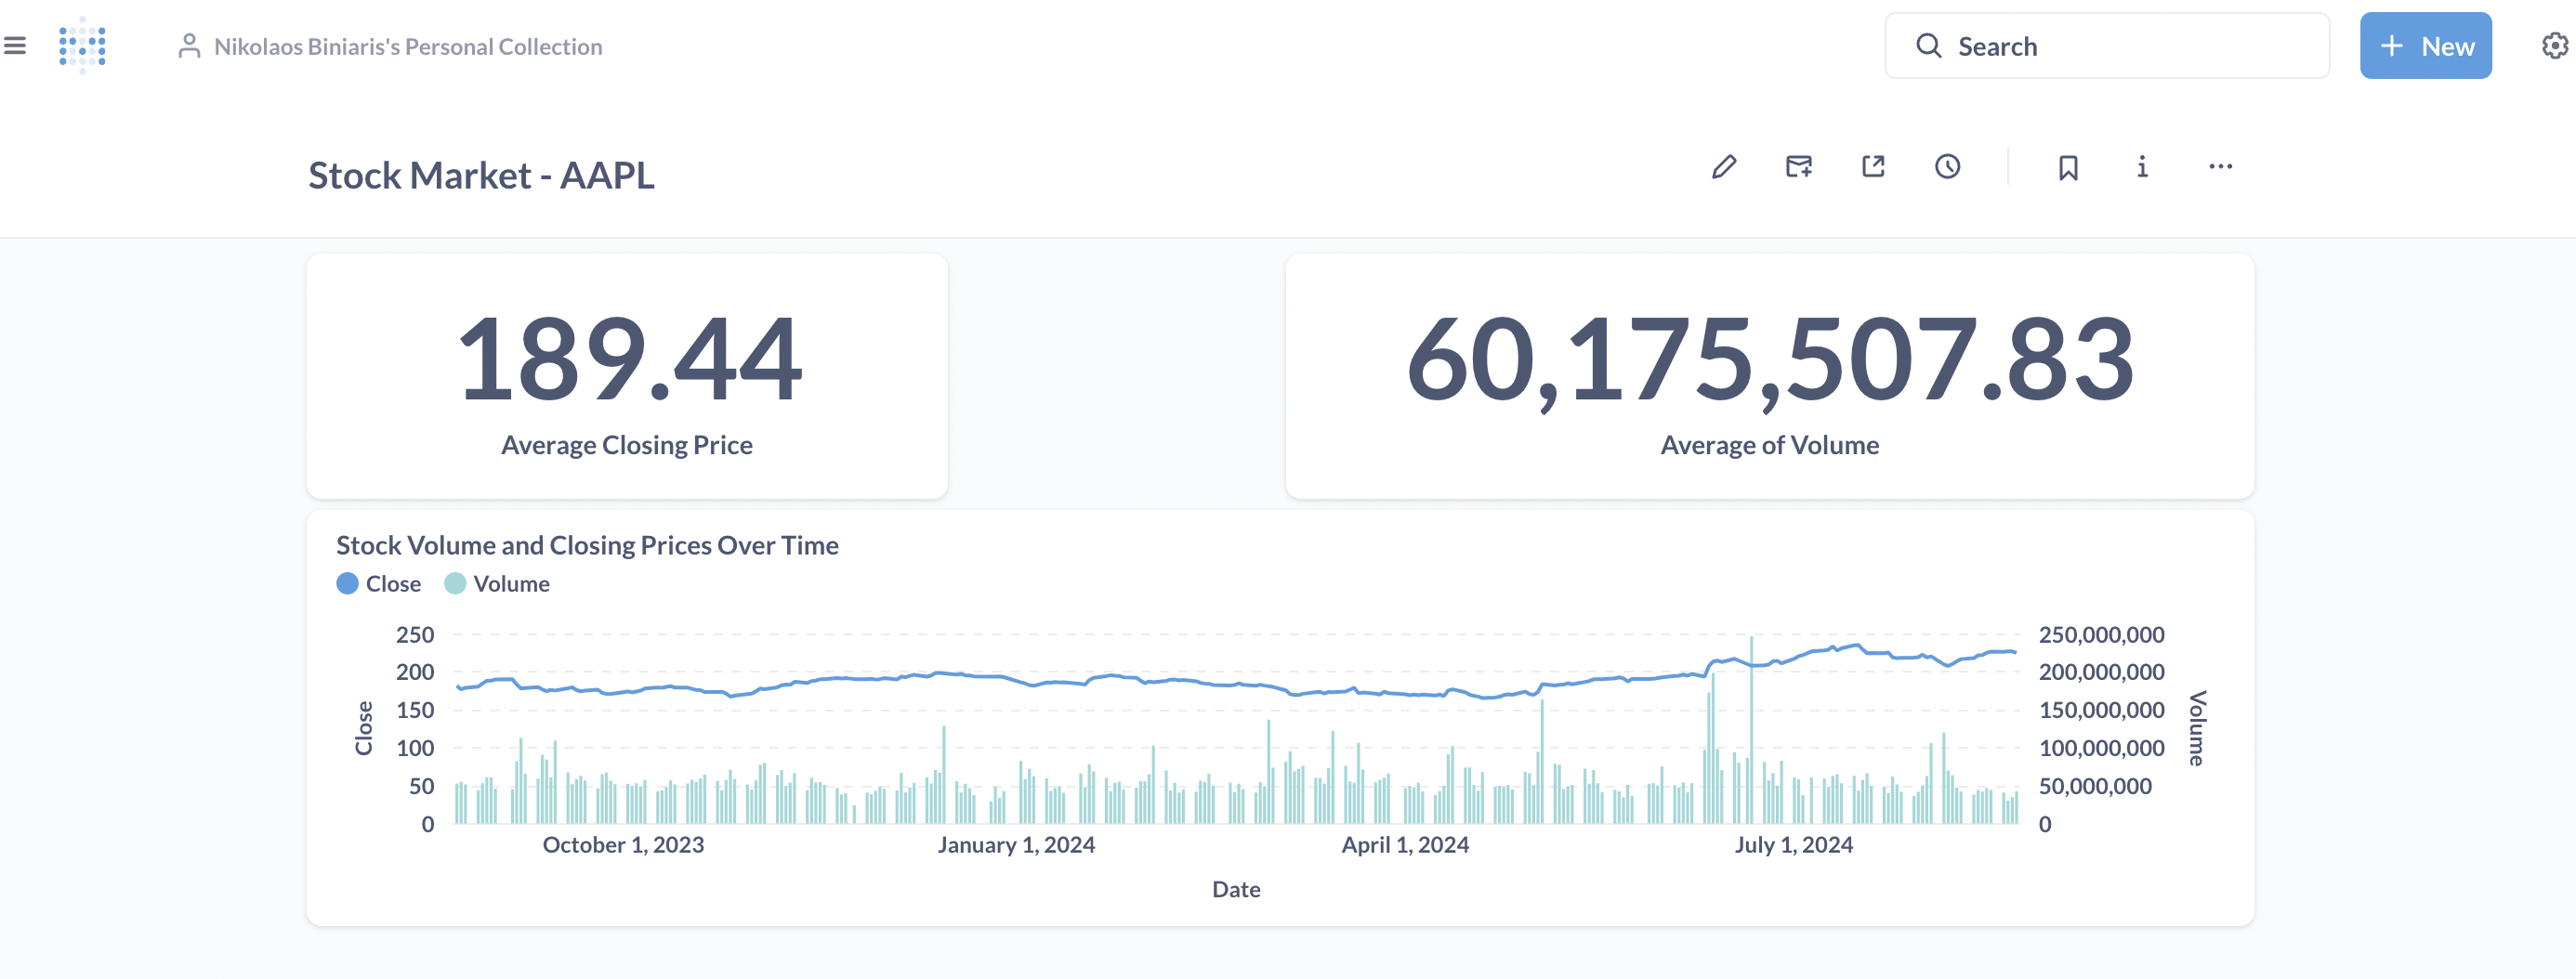 Nikolaos Biniaris's Personal Collection
Search
+ New
Stock Market - AAPL
189.44
Average Closing Price
60,175,507.83
Average of Volume
Stock Volume and Closing Prices Over Time
Close Volume
250 250,000,000
200 200,000,000
150 150,000,000
100 100,000,000
50 50,000,000
0 0
Close
Volume
October 1, 2023 January 1, 2024 April 1, 2024 July 1, 2024
Date